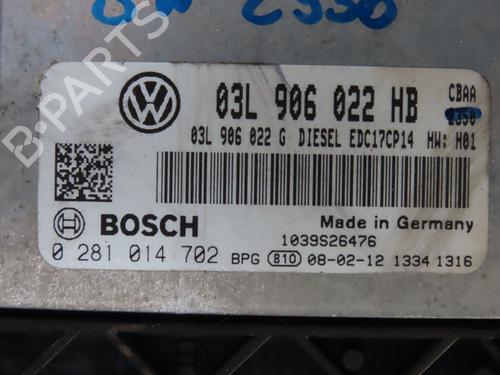 2550
03L 906 022 HB CBAA
03L 906 022 G DIESEL EDC17CP14 HW: H01
BOSCH
Made in Germany
1039S26476
0 281 014 702 BPG 810 08-02-12 1334 1316
B-Parts